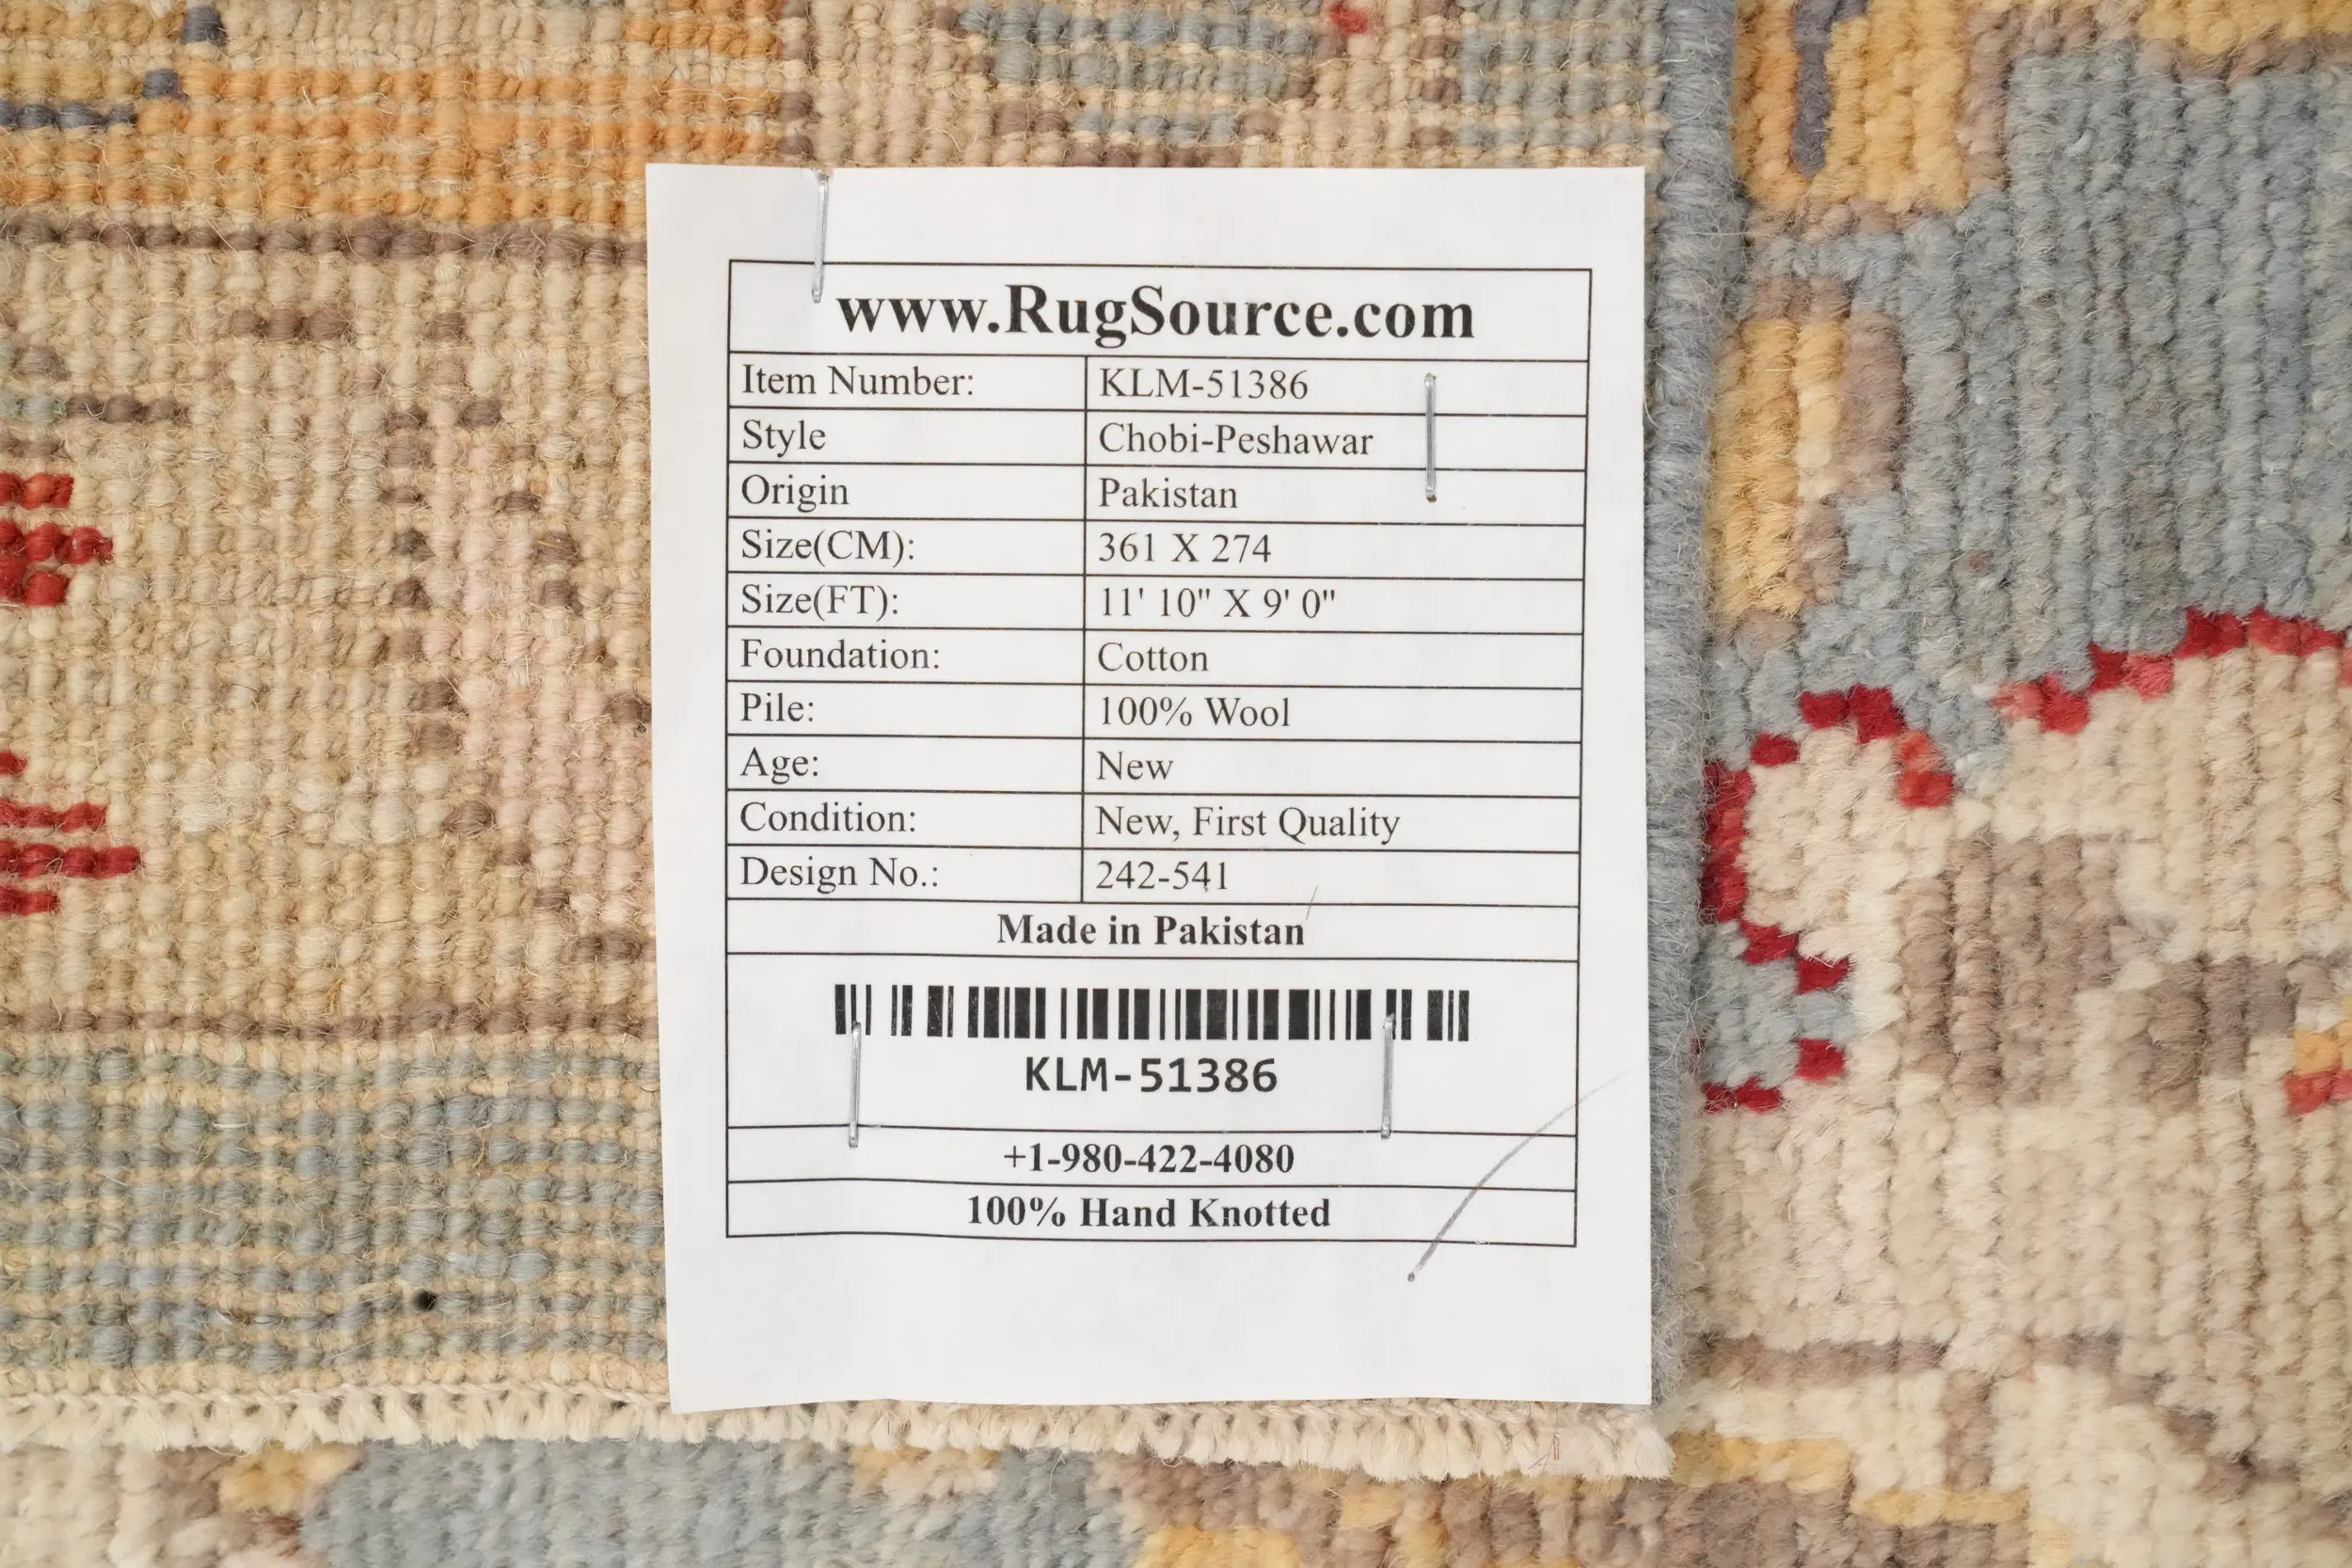 www.RugSource.com
Item Number: KLM-51386
Style Chobi-Peshawar
Origin Pakistan
Size(CM): 361 X 274
Size(FT): 11' 10" X 9' 0"
Foundation: Cotton
Pile: 100% Wool
Age: New
Condition: New, First Quality
Design No.: 242-541
Made in Pakistan
KLM-51386
+1-980-422-4080
100% Hand Knotted